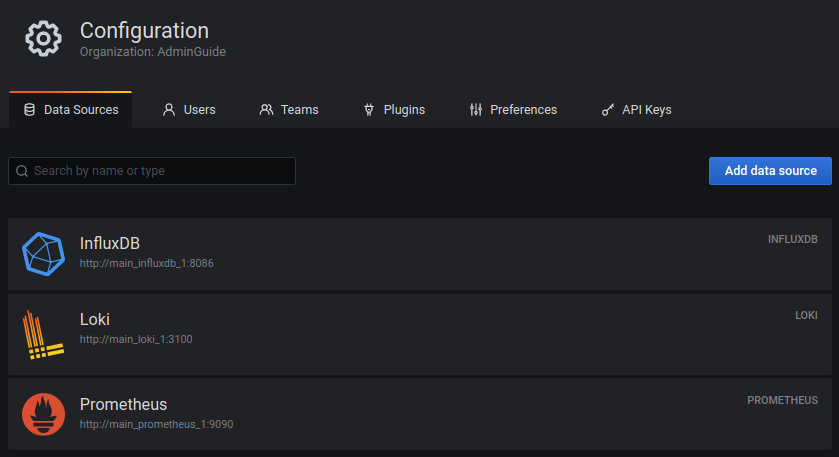 Configuration
Organization: AdminGuide
Data Sources Users Teams Plugins Preferences API Keys
Search by name or type Add data source
InfluxDB INFLUXDB
http://main_influxdb_1:8086
Loki LOKI
http://main_loki_1:3100
Prometheus PROMETHEUS
http://main_prometheus_1:9090